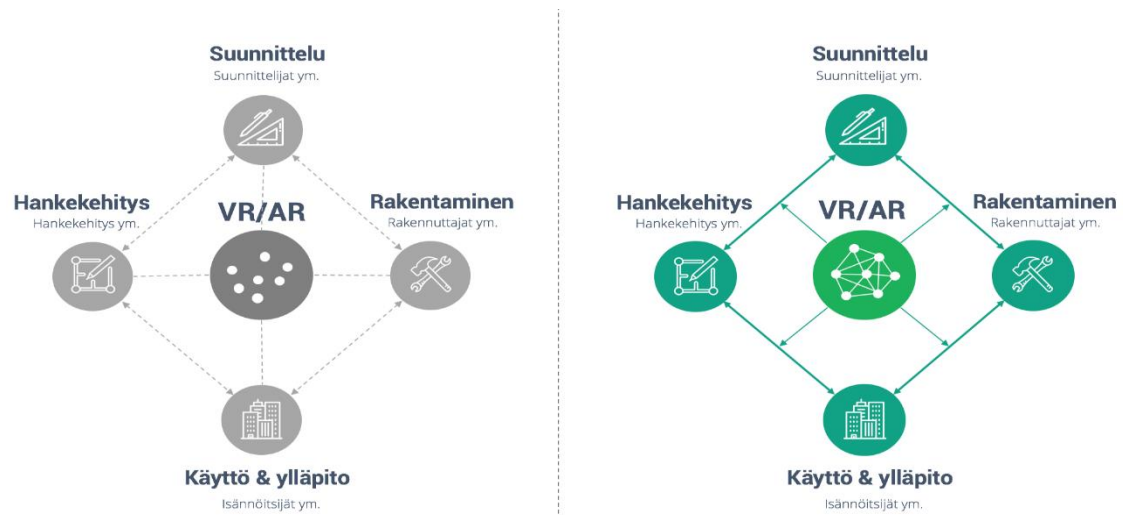 Suunnittelu
Suunnittelijat ym.
Hankekehitys
Hankekehitys ym.
VR/AR
Rakentaminen
Rakennuttajat ym.
Käyttö & ylläpito
Isännöitsijät ym.
Suunnittelu
Suunnittelijat ym.
Hankekehitys
Hankekehitys ym.
VR/AR
Rakentaminen
Rakennuttajat ym.
Käyttö & ylläpito
Isännöitsijät ym.